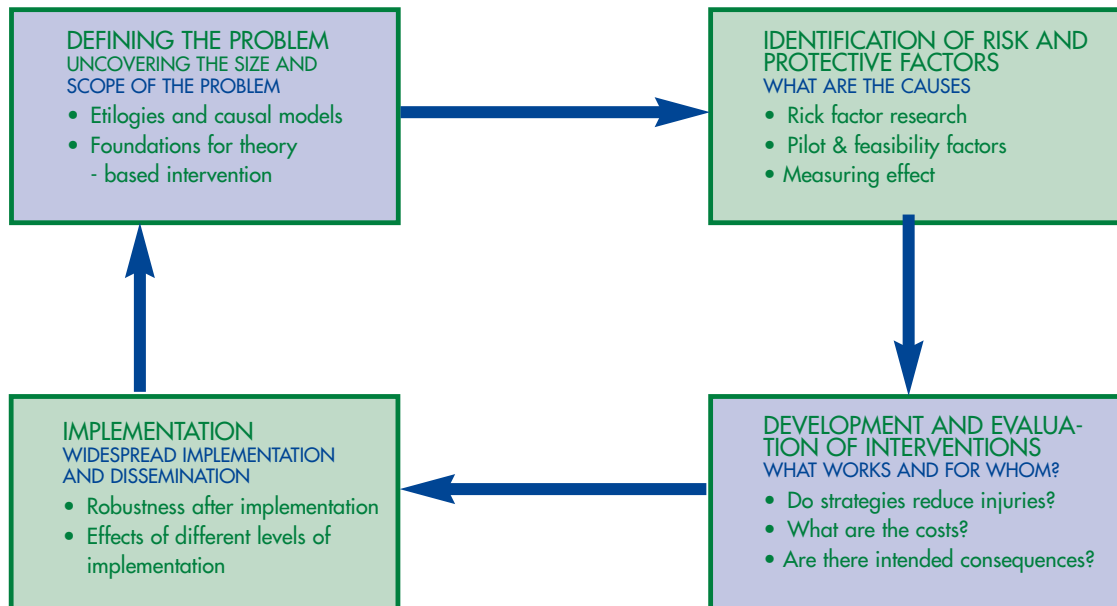 DEFINING THE PROBLEM
UNCOVERING THE SIZE AND
SCOPE OF THE PROBLEM
• Etilogies and causal models
• Foundations for theory
- based intervention
IDENTIFICATION OF RISK AND
PROTECTIVE FACTORS
WHAT ARE THE CAUSES
• Rick factor research
• Pilot & feasibility factors
• Measuring effect
IMPLEMENTATION
WIDESPREAD IMPLEMENTATION
AND DISSEMINATION
• Robustness after implementation
• Effects of different levels of
implementation
DEVELOPMENT AND EVALUA-
TION OF INTERVENTIONS
WHAT WORKS AND FOR WHOM?
• Do strategies reduce injuries?
• What are the costs?
• Are there intended consequences?